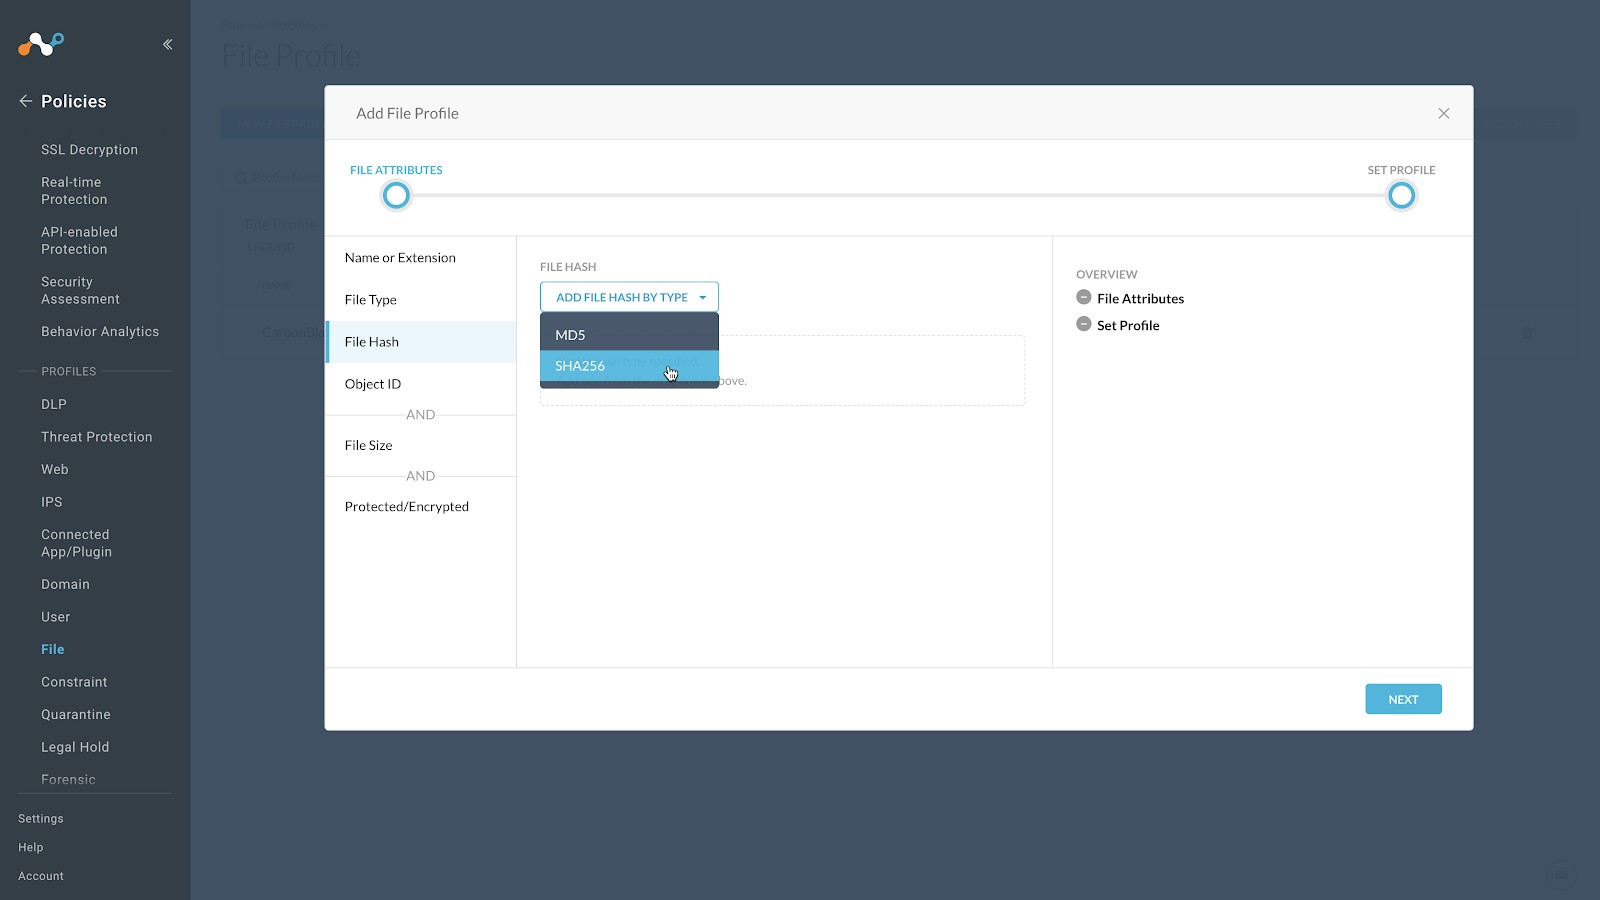 Policies
SSL Decryption
Real-time
Protection
API-enabled
Protection
Security
Assessment
Behavior Analytics
PROFILES
DLP
Threat Protection
Web
IPS
Connected
App/Plugin
Domain
User
File
Constraint
Quarantine
Legal Hold
Forensic
Settings
Help
Account
File Profile
Add File Profile
FILE ATTRIBUTES
SET PROFILE
Name or Extension
File Type
File Hash
Object ID
AND
File Size
AND
Protected/Encrypted
FILE HASH
ADD FILE HASH BY TYPE
MD5
SHA256
above.
OVERVIEW
File Attributes
Set Profile
NEXT